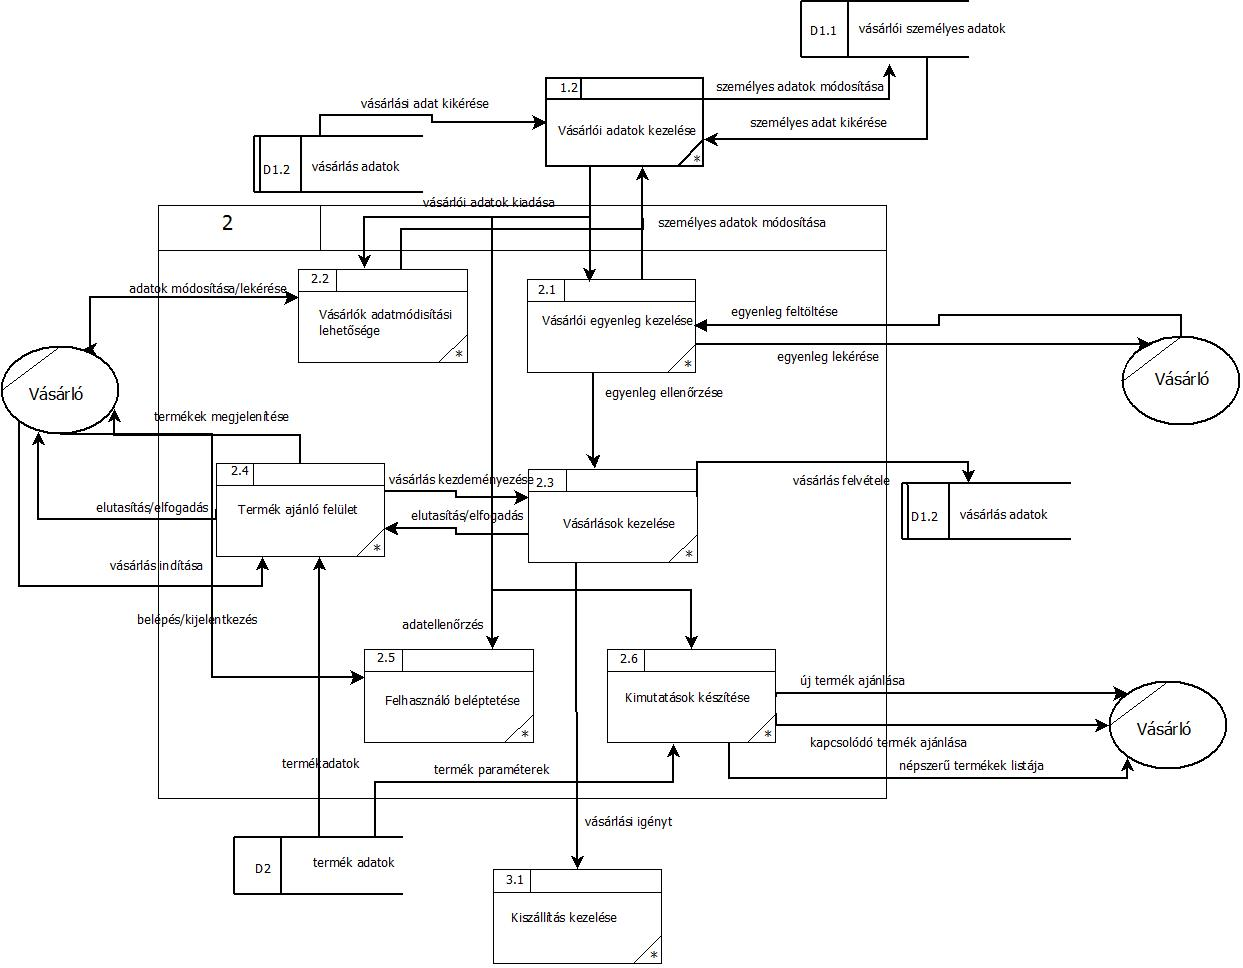 D1.1
vásárlói személyes adatok
1.2
személyes adatok módosítása
vásárlási adat kikérése
Vásárlói adatok kezelése
*
személyes adat kikérése
D1.2
vásárlás adatok
vásárlói adatok kiadása
2
személyes adatok módosítása
2.2
adatok módosítása/lekérése
Vásárlók adatmódisítási
lehetősége
*
2.1
Vásárlói egyenleg kezelése
*
egyenleg feltöltése
egyenleg lekérése
Vásárló
Vásárló
egyenleg ellenőrzése
termékek megjelenítése
2.4
Termék ajánló felület
*
vásárlás kezdeményezése
2.3
Vásárlások kezelése
*
vásárlás felvétele
elutasítás/elfogadás
elutasítás/elfogadás
D1.2
vásárlás adatok
vásárlás indítása
belépés/kijelentkezés
adatellenőrzés
2.5
Felhasználó beléptetése
*
2.6
Kimutatások készítése
*
új termék ajánlása
Vásárló
kapcsolódó termék ajánlása
népszerű termékek listája
termékadatok
termék paraméterek
vásárlási igényt
D2
termék adatok
3.1
Kiszállítás kezelése
*